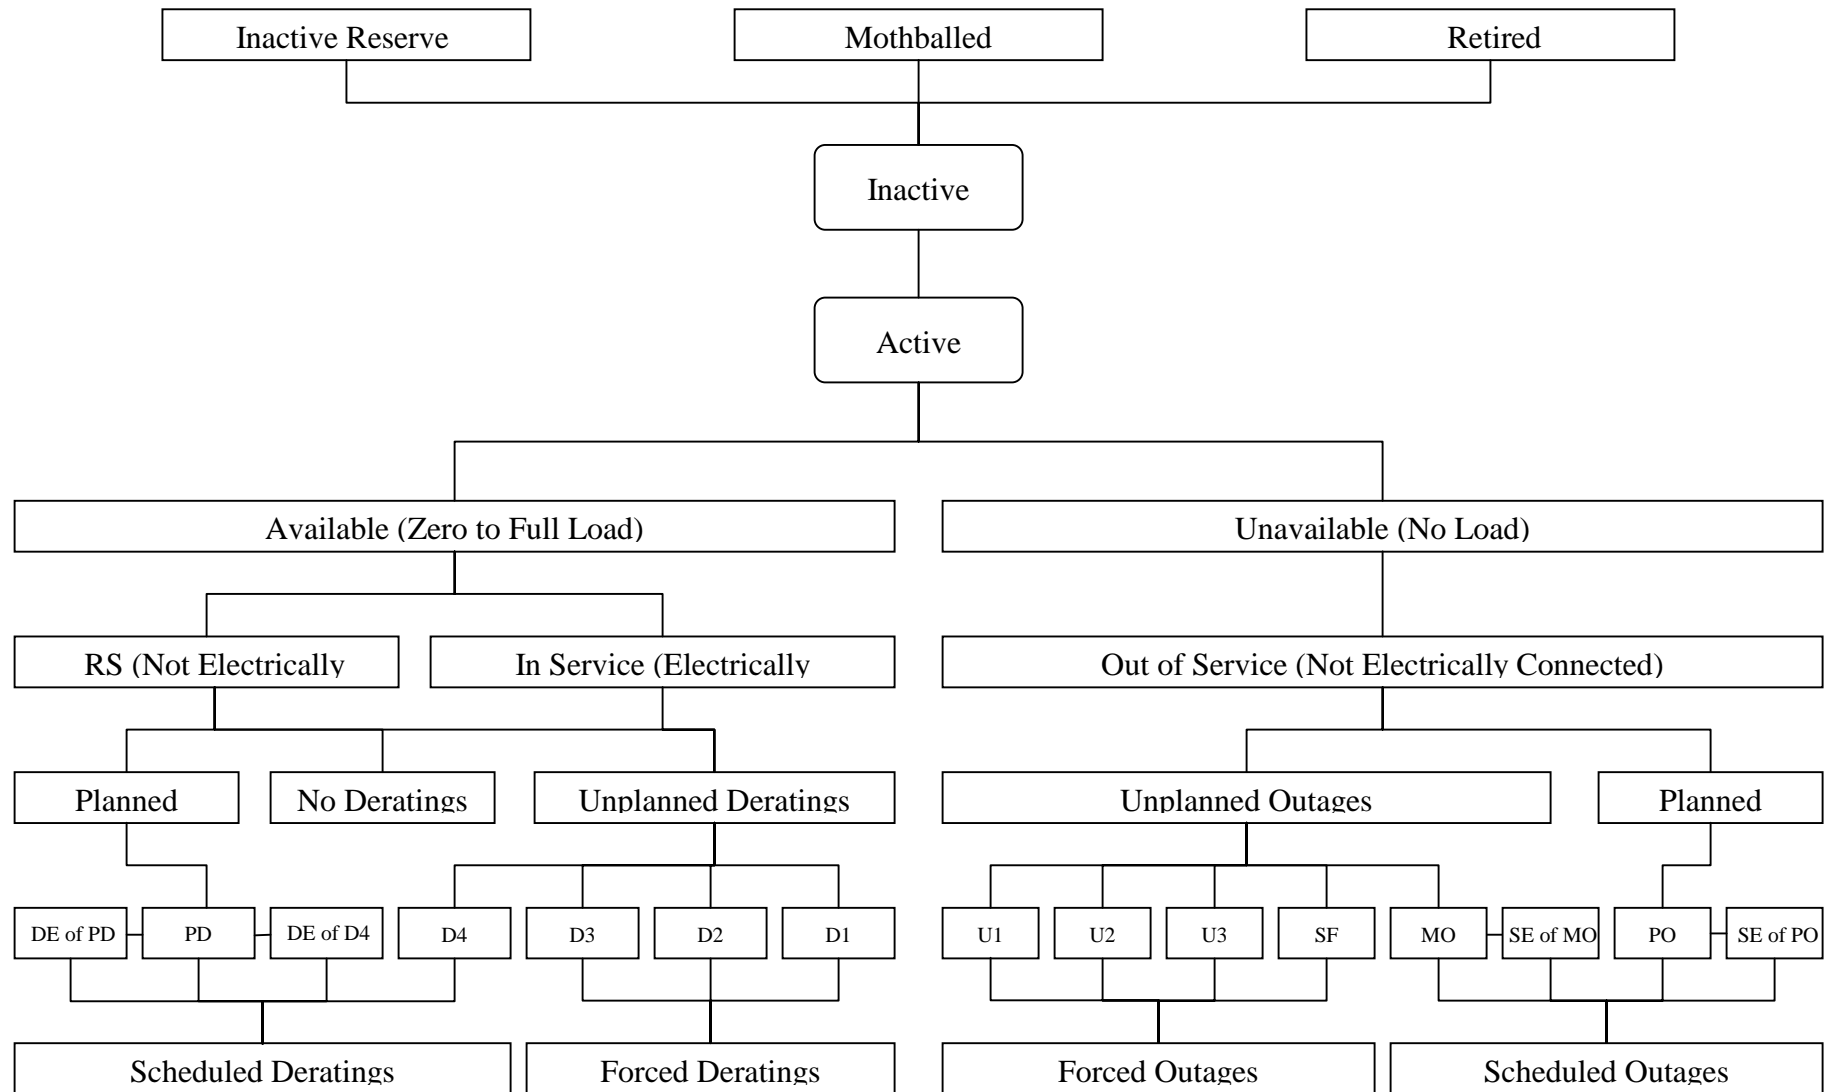 Inactive Reserve
Mothballed
Retired
Inactive
Active
Available (Zero to Full Load)
Unavailable (No Load)
RS (Not Electrically
In Service (Electrically
Out of Service (Not Electrically Connected)
Planned
No Deratings
Unplanned Deratings
Unplanned Outages
Planned
DE of PD
PD
DE of D4
D4
D3
D2
D1
U1
U2
U3
SF
MO
SE of MO
PO
SE of PO
Scheduled Deratings
Forced Deratings
Forced Outages
Scheduled Outages